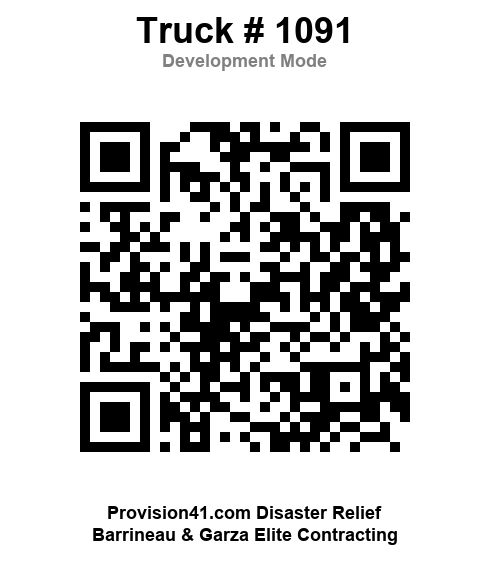 Truck # 1091
Development Mode
Provision41.com Disaster Relief
Barrineau & Garza Elite Contracting